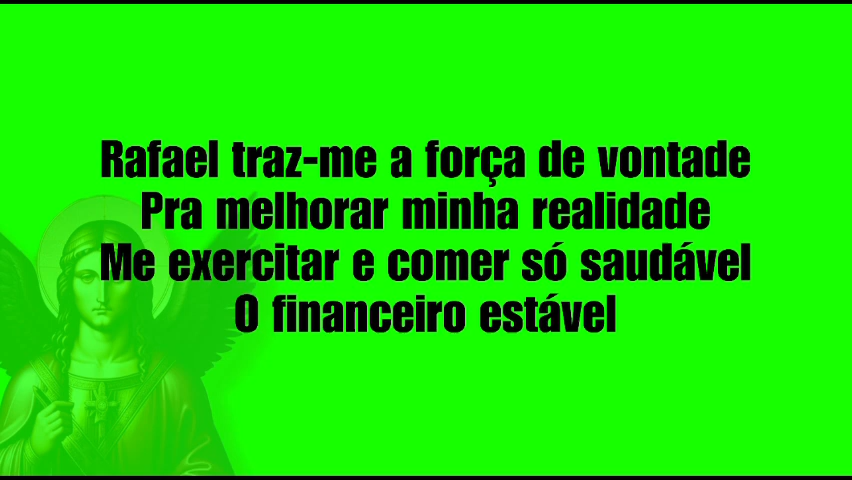 Rafael traz-me a força de vontade
Pra melhorar minha realidade
Me exercitar e comer só saudável
O financeiro estável